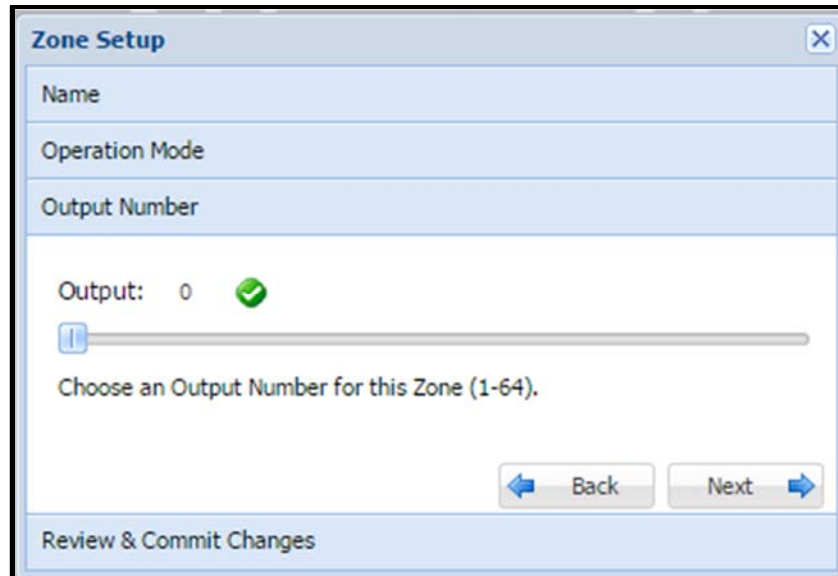 Zone Setup
Name
Operation Mode
Output Number
Output: 0
Choose an Output Number for this Zone (1-64).
Back
Next
Review & Commit Changes